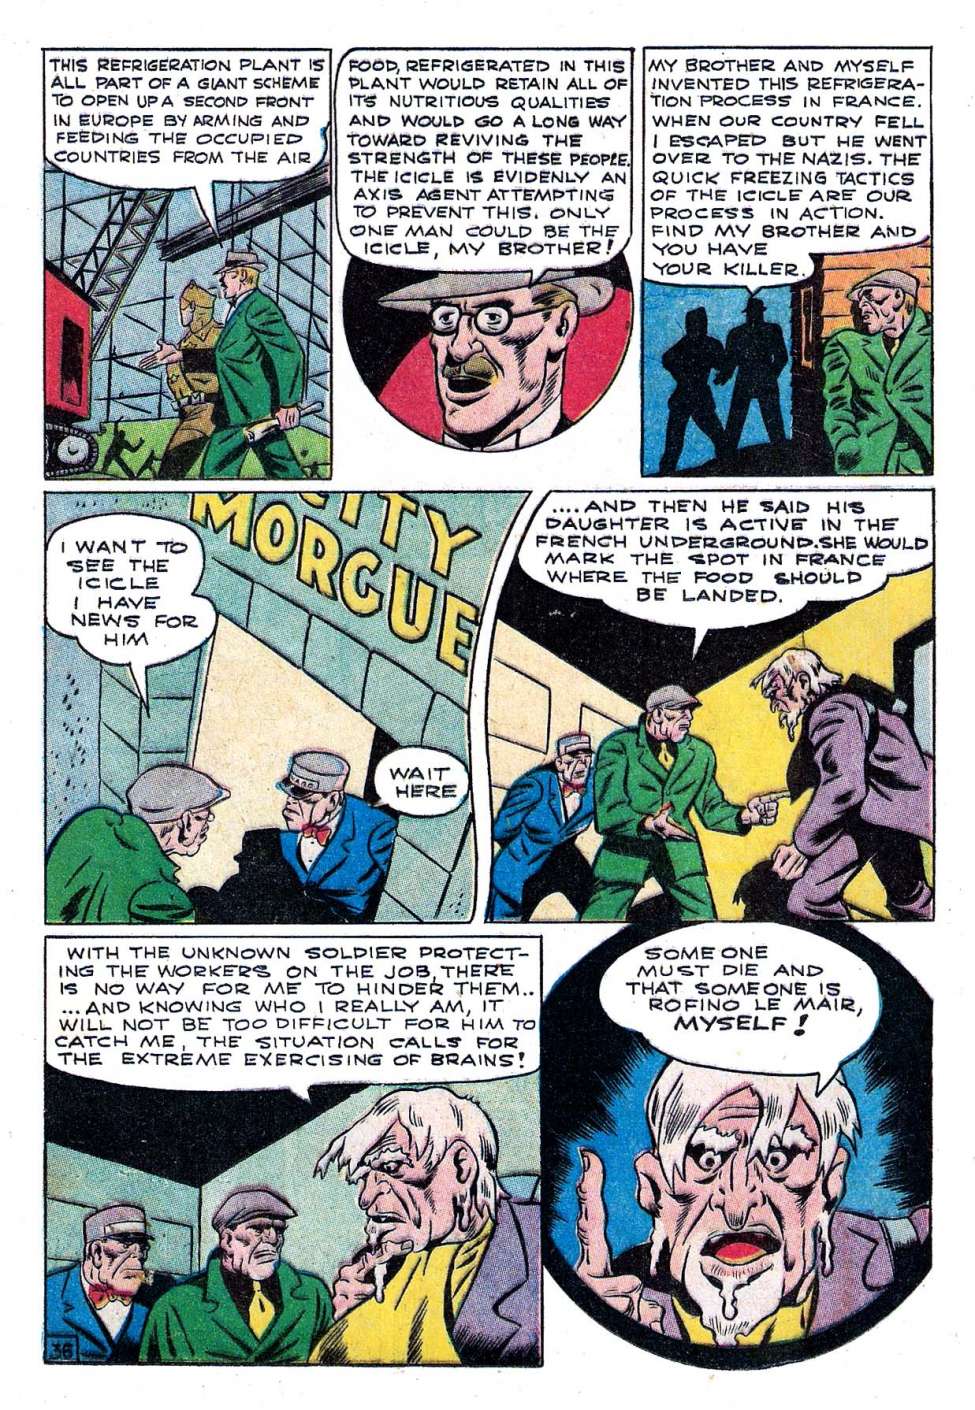 THIS REFRIGERATION PLANT IS
ALL PART OF A GIANT SCHEME
TO OPEN UP A SECOND FRONT
IN EUROPE BY ARMING AND
FEEDING THE OCCUPIED
COUNTRIES FROM THE AIR
FOOD, REFRIGERATED IN THIS
PLANT WOULD RETAIN ALL OF
ITS NUTRITIOUS QUALITIES
AND WOULD GO A LONG WAY
TOWARD REVIVING THE
STRENGTH OF THESE PEOPLE.
THE ICICLE IS EVIDENLY AN
AXIS AGENT ATTEMPTING
TO PREVENT THIS. ONLY
ONE MAN COULD BE THE
ICICLE, MY BROTHER!
MY BROTHER AND MYSELF
INVENTED THIS REFRIGERA-
TION PROCESS IN FRANCE.
WHEN OUR COUNTRY FELL
I ESCAPED BUT HE WENT
OVER TO THE NAZIS. THE
QUICK FREEZING TACTICS
OF THE ICICLE ARE OUR
PROCESS IN ACTION.
FIND MY BROTHER AND
YOU HAVE
YOUR KILLER.
CITY
MORGUE
I WANT TO
SEE THE
ICICLE
I HAVE
NEWS FOR
HIM
WAIT
HERE
....AND THEN HE SAID HIS
DAUGHTER IS ACTIVE IN THE
FRENCH UNDERGROUND. SHE WOULD
MARK THE SPOT IN FRANCE
WHERE THE FOOD SHOULD
BE LANDED.
WITH THE UNKNOWN SOLDIER PROTECT-
ING THE WORKERS ON THE JOB, THERE
IS NO WAY FOR ME TO HINDER THEM..
...AND KNOWING WHO I REALLY AM, IT
WILL NOT BE TOO DIFFICULT FOR HIM TO
CATCH ME, THE SITUATION CALLS FOR
THE EXTREME EXERCISING OF BRAINS!
SOME ONE
MUST DIE AND
THAT SOMEONE IS
ROFINO LE MAIR,
MYSELF!
36